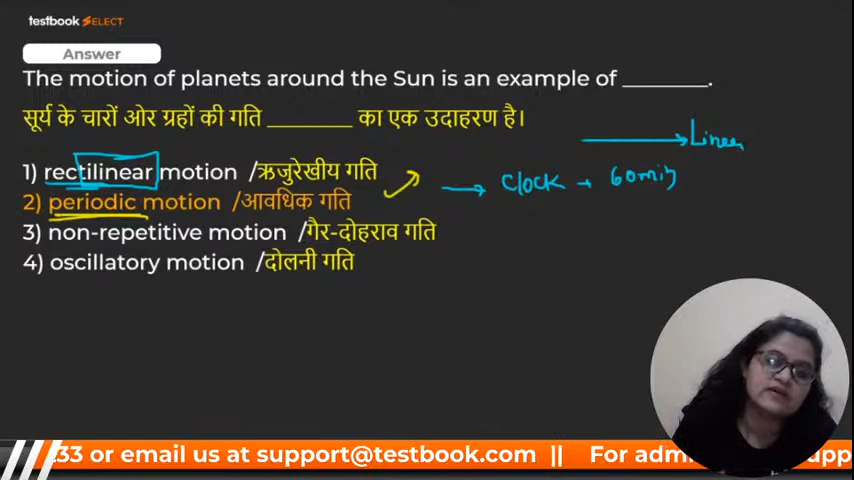 testbook SELECT
Answer
The motion of planets around the Sun is an example of _______.
सूर्य के चारों ओर ग्रहों की गति _______ का एक उदाहरण है।
Linear
1) rectilinear motion /ऋजुरेखीय गति
clock → 60min
2) periodic motion /आवधिक गति
3) non-repetitive motion /गैर-दोहराव गति
4) oscillatory motion /दोलनी गति
33 or email us at support@testbook.com || For adm